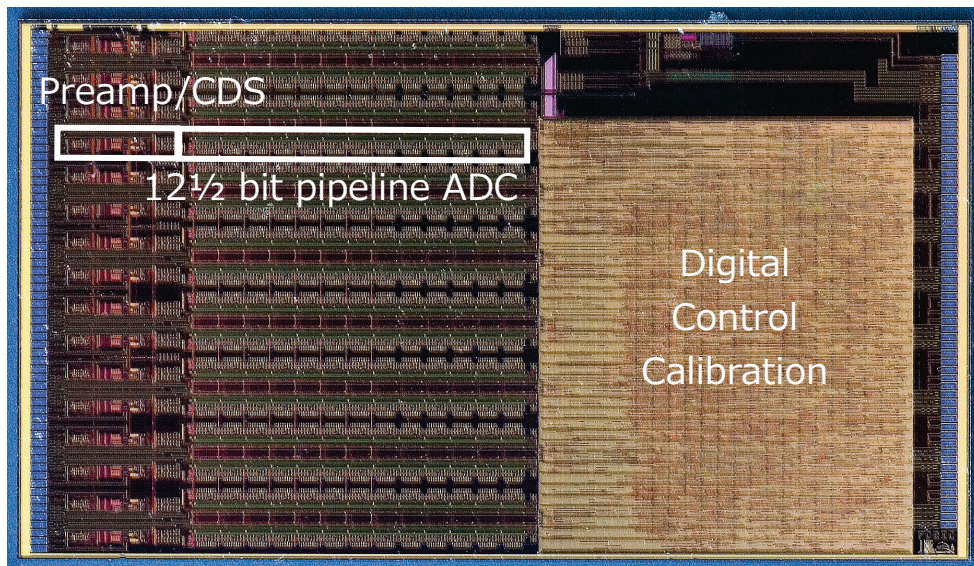 Preamp/CDS
12½ bit pipeline ADC
Digital
Control
Calibration